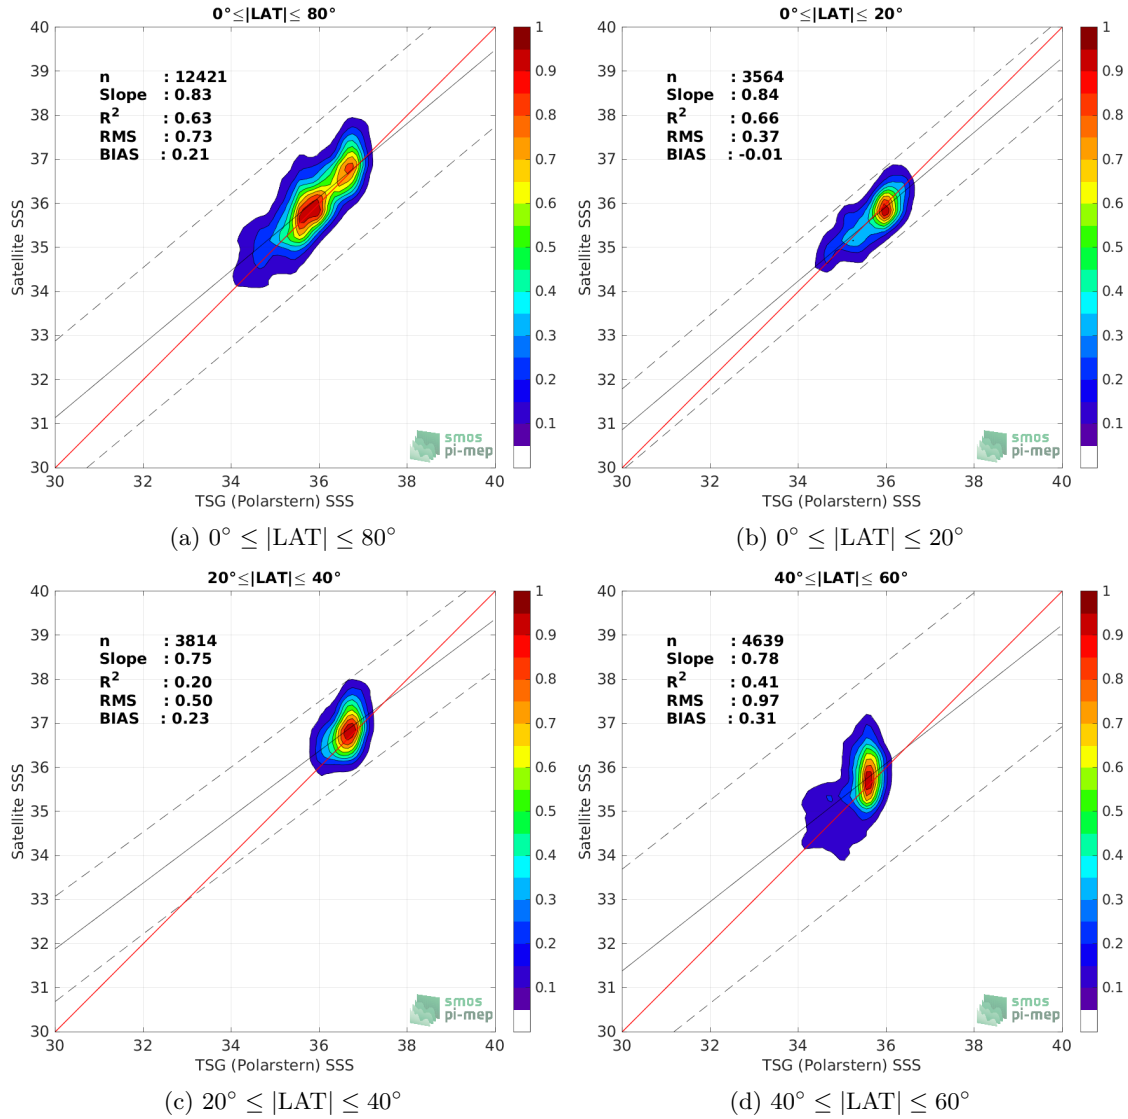 0°≤|LAT|≤ 80°
n : 12421
Slope : 0.83
R² : 0.63
RMS : 0.73
BIAS : 0.21
Satellite SSS
40
39
38
37
36
35
34
33
32
31
30
30 32 34 36 38 40
TSG (Polarstern) SSS
1
0.9
0.8
0.7
0.6
0.5
0.4
0.3
0.2
0.1
smos
pi-mep
(a) 0° ≤ |LAT| ≤ 80°
0°≤|LAT|≤ 20°
n : 3564
Slope : 0.84
R² : 0.66
RMS : 0.37
BIAS : -0.01
Satellite SSS
40
39
38
37
36
35
34
33
32
31
30
30 32 34 36 38 40
TSG (Polarstern) SSS
1
0.9
0.8
0.7
0.6
0.5
0.4
0.3
0.2
0.1
smos
pi-mep
(b) 0° ≤ |LAT| ≤ 20°
20°≤|LAT|≤ 40°
n : 3814
Slope : 0.75
R² : 0.20
RMS : 0.50
BIAS : 0.23
Satellite SSS
40
39
38
37
36
35
34
33
32
31
30
30 32 34 36 38 40
TSG (Polarstern) SSS
1
0.9
0.8
0.7
0.6
0.5
0.4
0.3
0.2
0.1
smos
pi-mep
(c) 20° ≤ |LAT| ≤ 40°
40°≤|LAT|≤ 60°
n : 4639
Slope : 0.78
R² : 0.41
RMS : 0.97
BIAS : 0.31
Satellite SSS
40
39
38
37
36
35
34
33
32
31
30
30 32 34 36 38 40
TSG (Polarstern) SSS
1
0.9
0.8
0.7
0.6
0.5
0.4
0.3
0.2
0.1
smos
pi-mep
(d) 40° ≤ |LAT| ≤ 60°